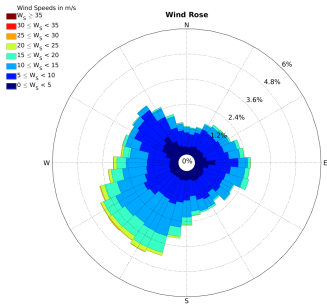 Wind Speeds in m/s
W_S ≥ 35
30 ≤ W_S < 35
25 ≤ W_S < 30
20 ≤ W_S < 25
15 ≤ W_S < 20
10 ≤ W_S < 15
5 ≤ W_S < 10
0 ≤ W_S < 5
Wind Rose
N
6%
4.8%
3.6%
2.4%
1.2%
0%
W
E
S